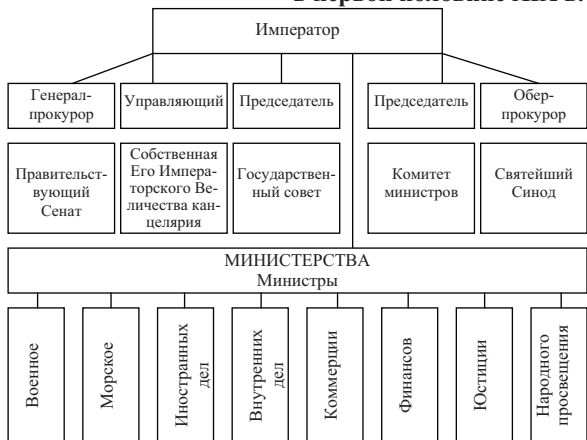 Император
Генерал-
прокурор
Управляющий
Председатель
Председатель
Обер-
прокурор
Правительст-
вующий
Сенат
Собственная
Его Импера-
торского Ве-
личества кан-
целярия
Государствен-
ный совет
Комитет
министров
Святейший
Синод
МИНИСТЕРСТВА
Министры
Военное
Морское
Иностранных
дел
Внутренних
дел
Коммерции
Финансов
Юстиции
Народного
просвещения